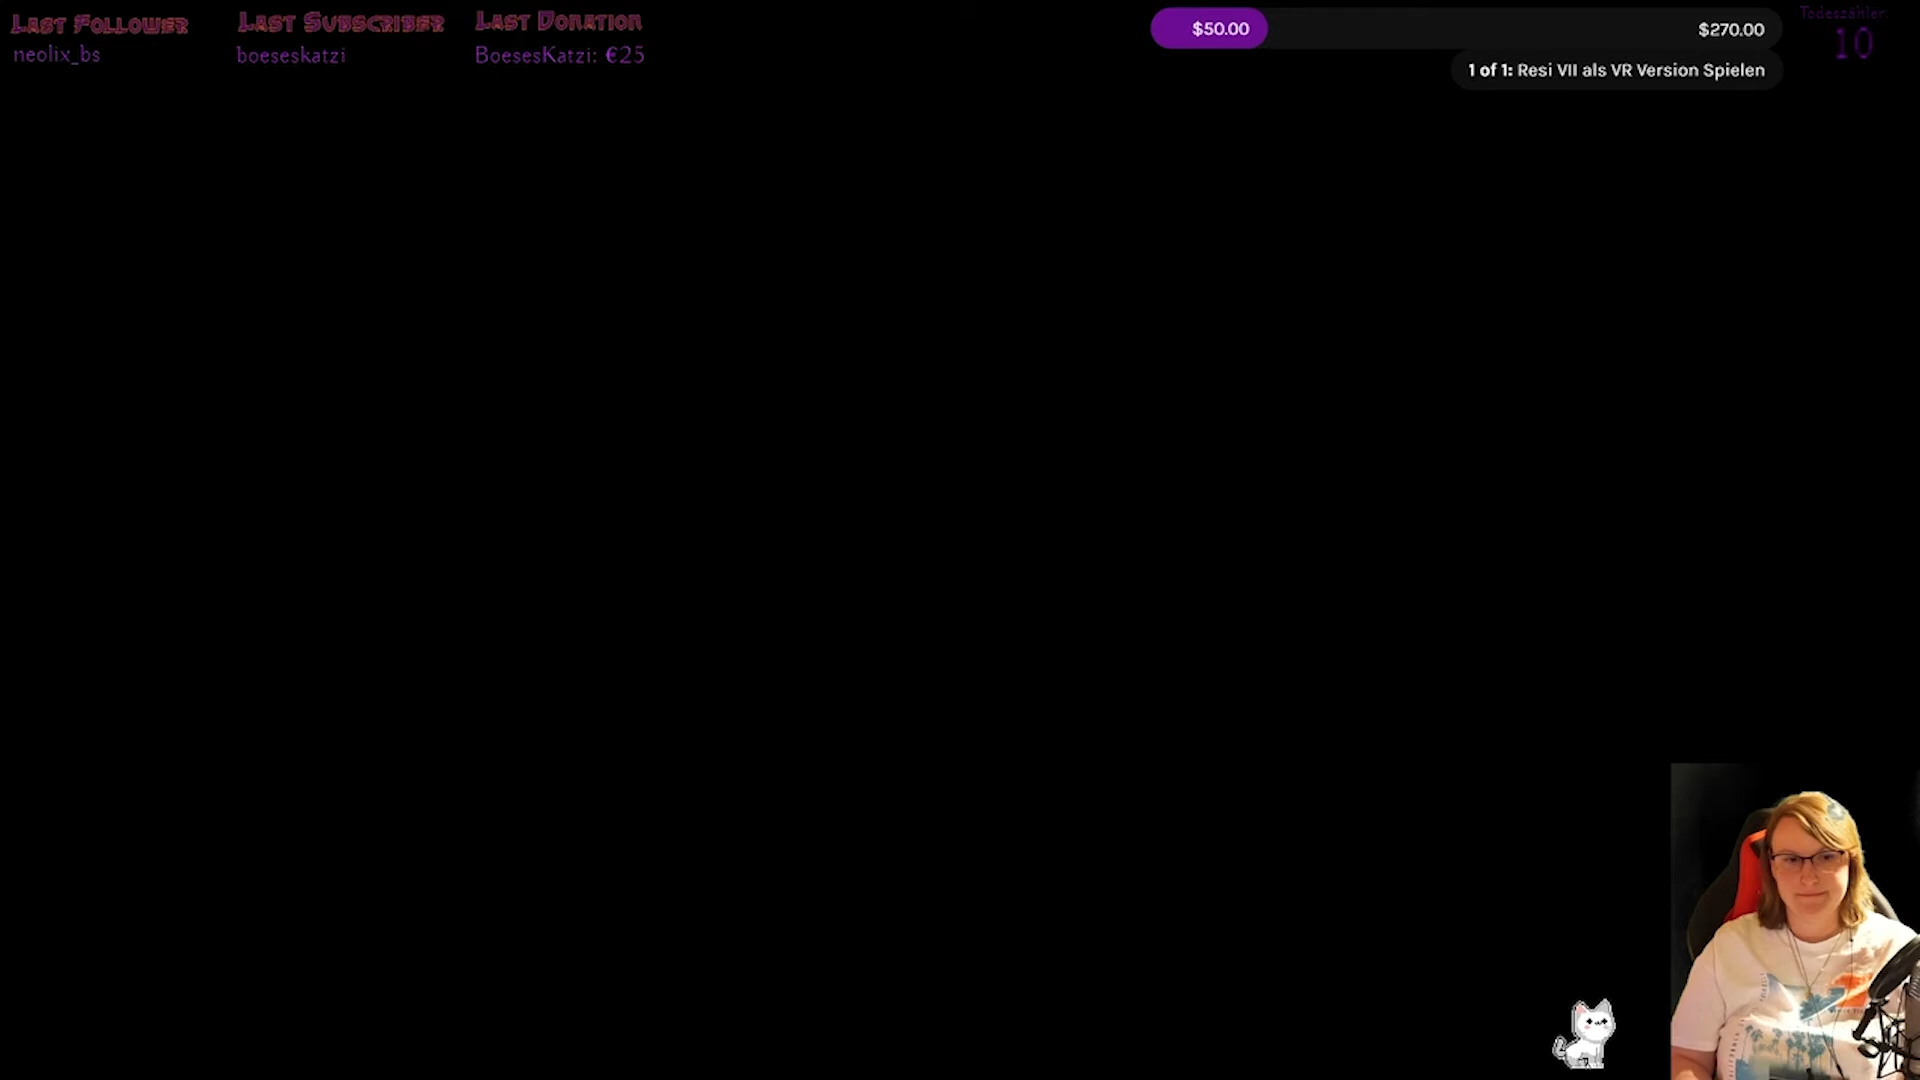 Last Follower
neolix_bs
Last Subscriber
boeseskatzi
Last Donation
BoesesKatzi: €25
$50.00
$270.00
1 of 1: Resi VII als VR Version Spielen
Todeszähler:
10